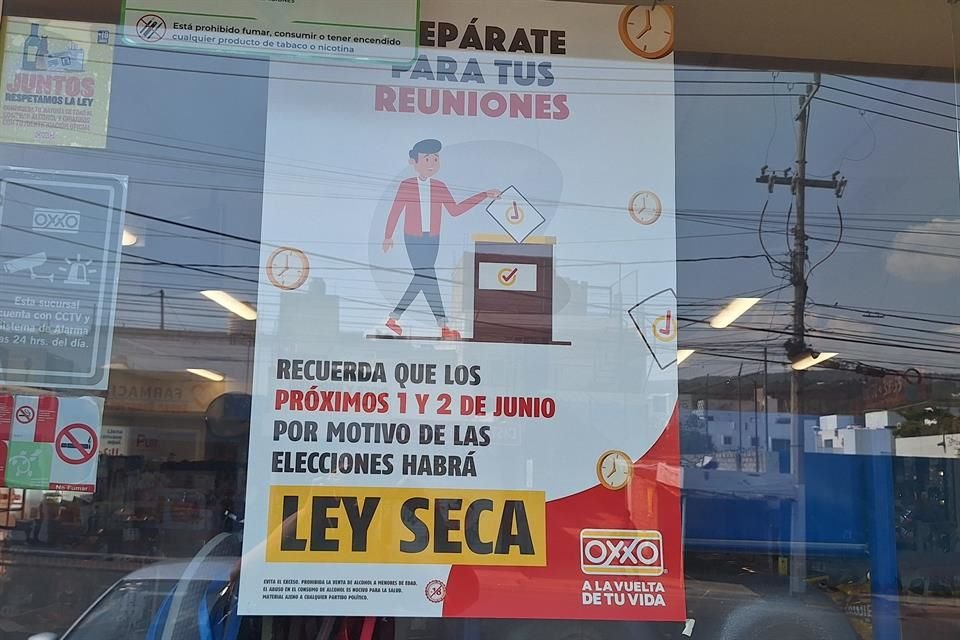 Está prohibido fumar, consumir o tener encendido
cualquier producto de tabaco o nicotina
JUNTOS
RESPETAMOS LA LEY
OXXO
Esta sucursal
cuenta con CCTV y
Sistema de Alarma
las 24 hrs. del día.
No Fumar
EPÁRATE
PARA TUS
REUNIONES
RECUERDA QUE LOS
PRÓXIMOS 1 Y 2 DE JUNIO
POR MOTIVO DE LAS
ELECCIONES HABRÁ
LEY SECA
EVITA EL EXCESO. PROHIBIDA LA VENTA DE ALCOHOL A MENORES DE EDAD.
EL ABUSO EN EL CONSUMO DE ALCOHOL ES NOCIVO PARA LA SALUD.
MATERIAL AJENO A CUALQUIER PARTIDO POLÍTICO.
OXXO
A LA VUELTA
DE TU VIDA